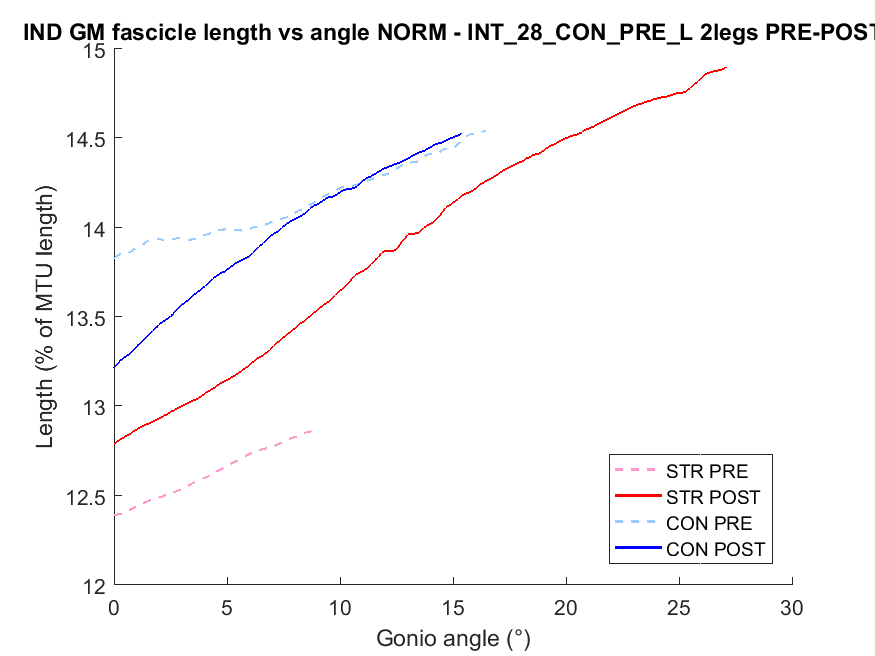 IND GM fascicle length vs angle NORM - INT_28_CON_PRE_L 2legs PRE-POST
15
14.5
14
13.5
13
12.5
12
Length (% of MTU length)
0 5 10 15 20 25 30
Gonio angle (°)
STR PRE
STR POST
CON PRE
CON POST